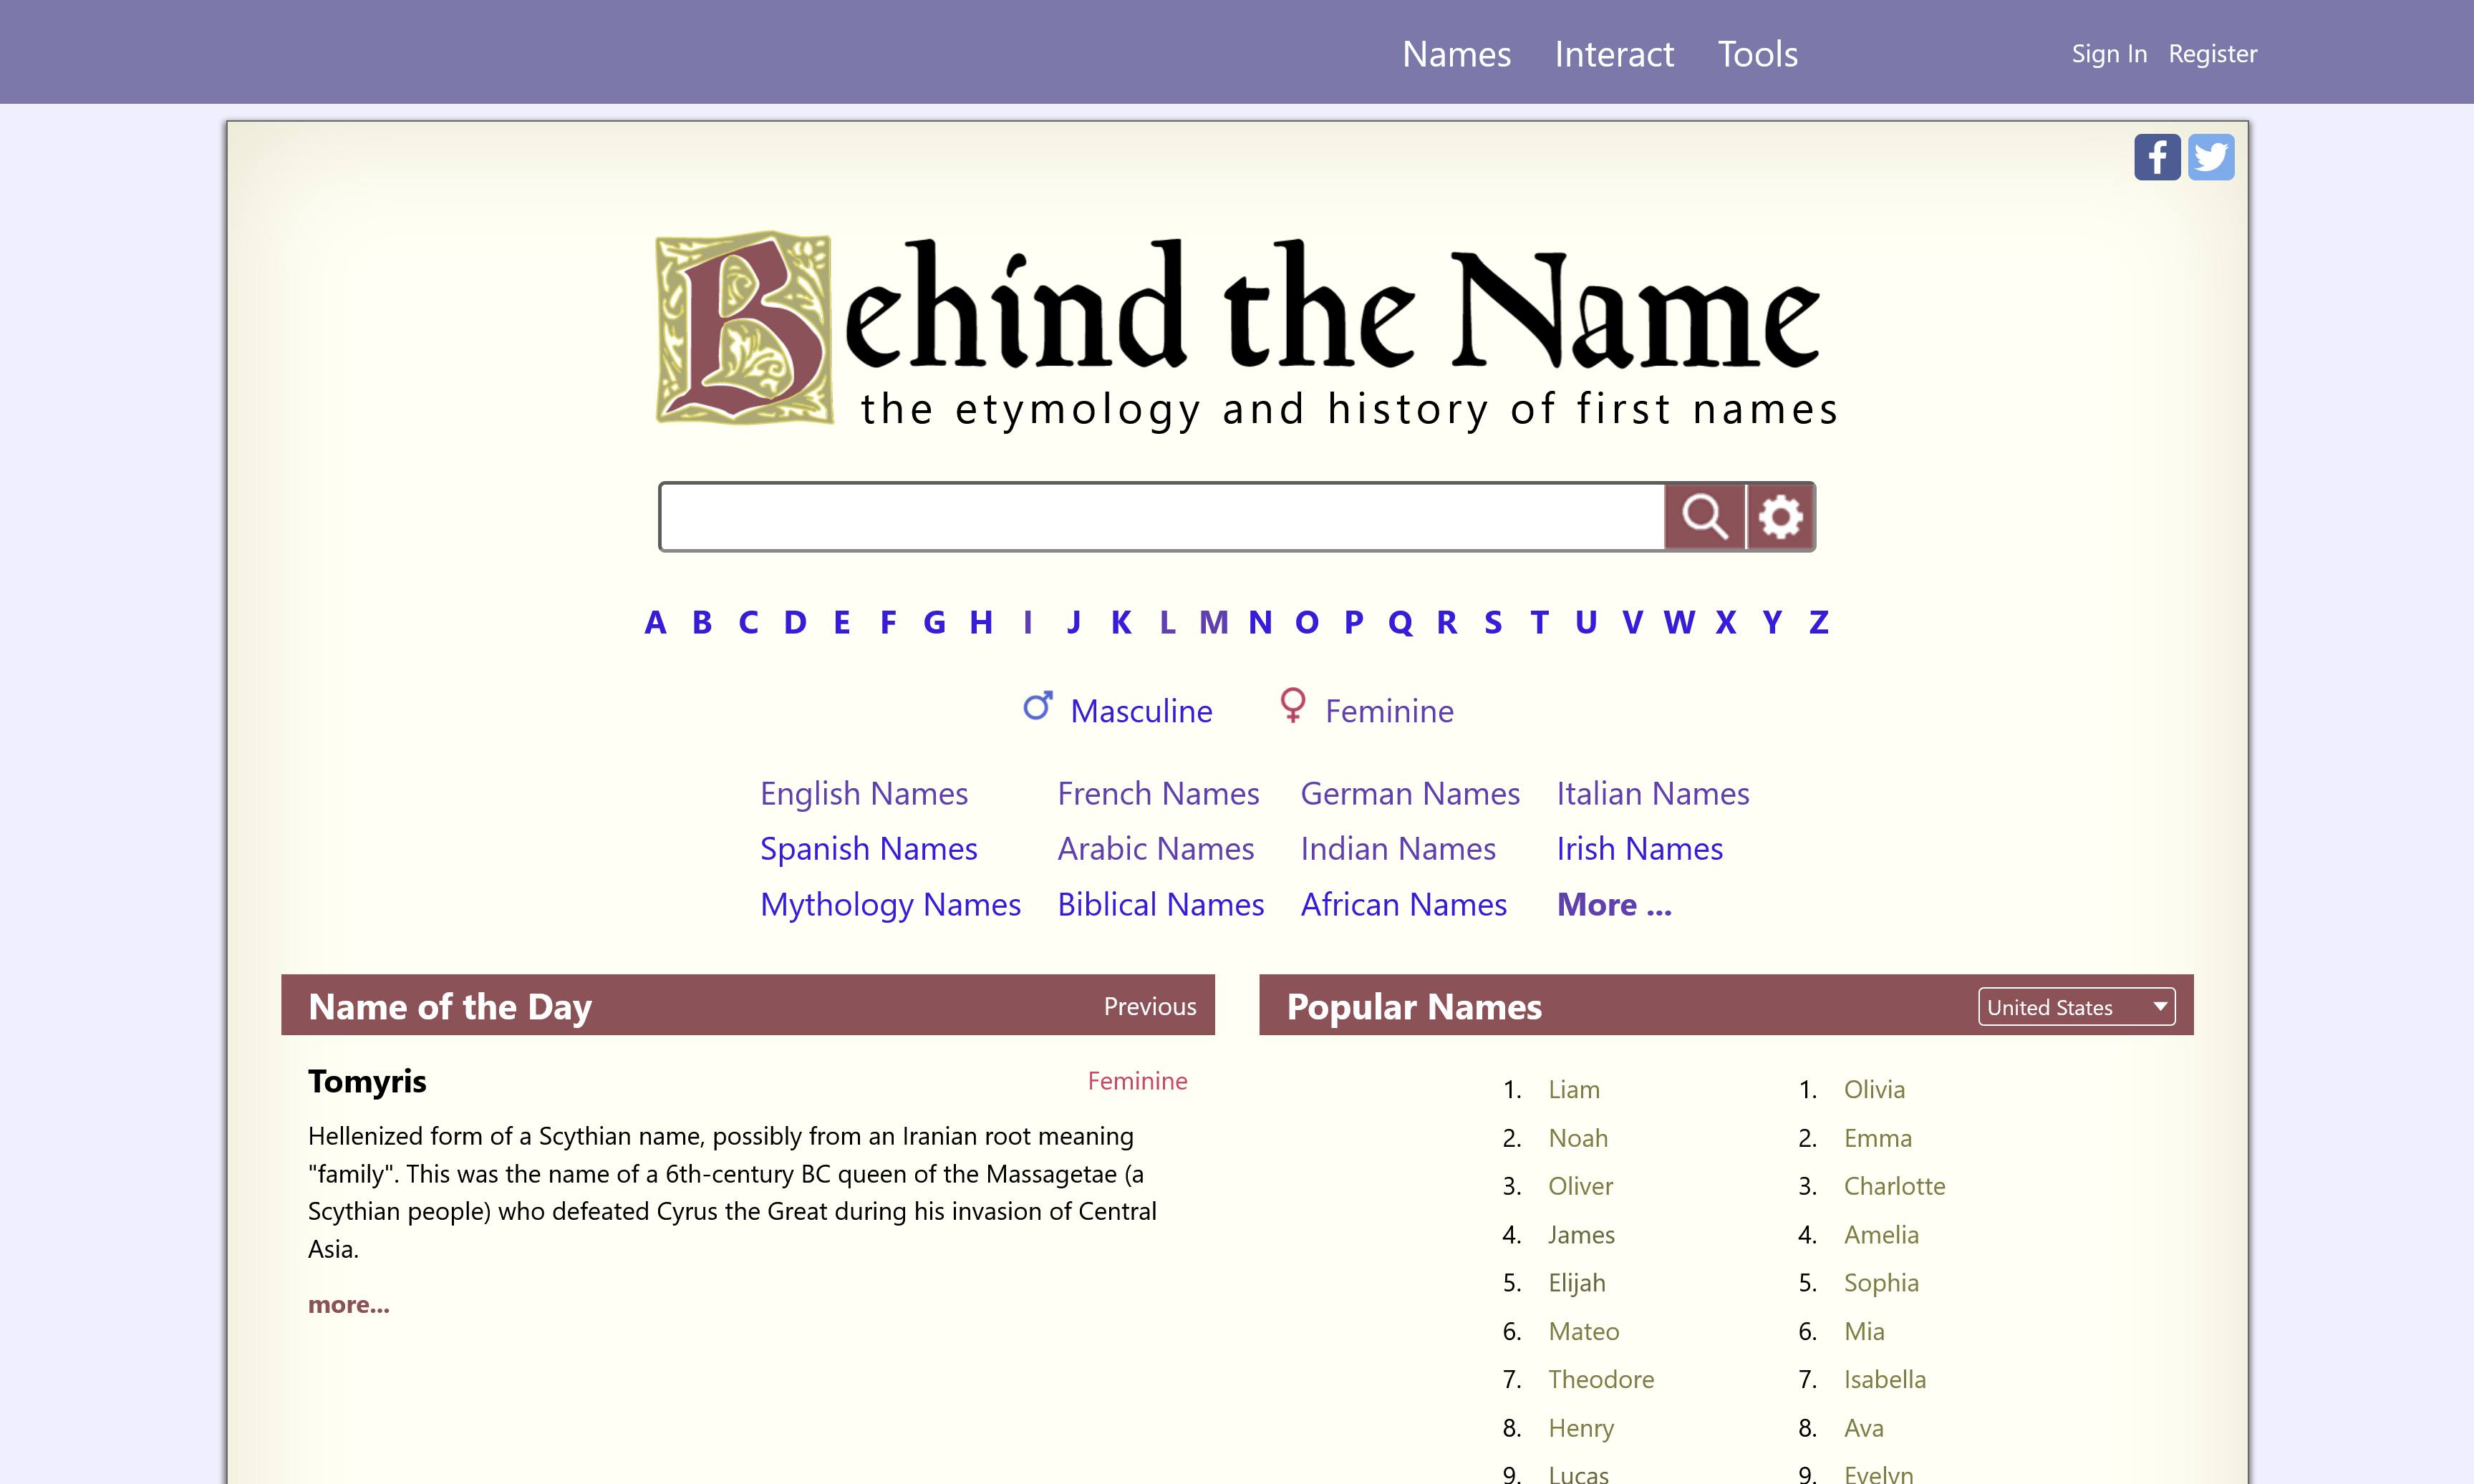 Names Interact Tools Sign In Register
Behind the Name
the etymology and history of first names
A B C D E F G H I J K L M N O P Q R S T U V W X Y Z
Masculine Feminine
English Names French Names German Names Italian Names
Spanish Names Arabic Names Indian Names Irish Names
Mythology Names Biblical Names African Names More ...
Name of the Day Previous
Tomyris Feminine
Hellenized form of a Scythian name, possibly from an Iranian root meaning
"family". This was the name of a 6th-century BC queen of the Massagetae (a
Scythian people) who defeated Cyrus the Great during his invasion of Central
Asia.
more...
Popular Names United States
1. Liam 1. Olivia
2. Noah 2. Emma
3. Oliver 3. Charlotte
4. James 4. Amelia
5. Elijah 5. Sophia
6. Mateo 6. Mia
7. Theodore 7. Isabella
8. Henry 8. Ava
9. Lucas 9. Evelyn